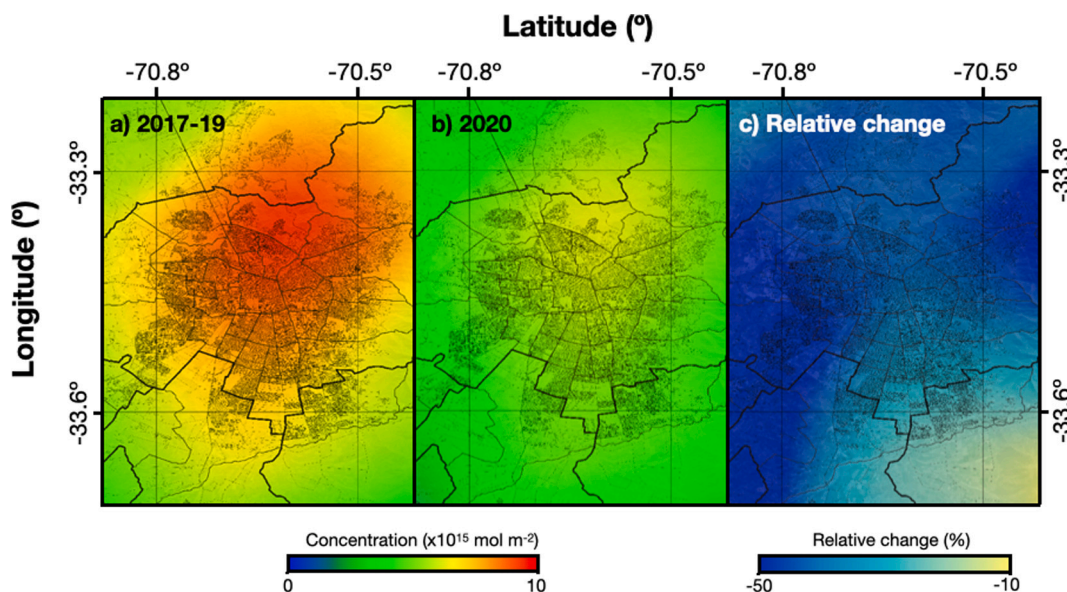 Latitude (º)
-70.8º -70.5º -70.8º -70.5º -70.8º -70.5º
a) 2017-19 b) 2020 c) Relative change
-33.3º -33.3º
Longitude (º)
-33.6º -33.6º
Concentration (x10¹⁵ mol m⁻²) Relative change (%)
0 10 -50 -10